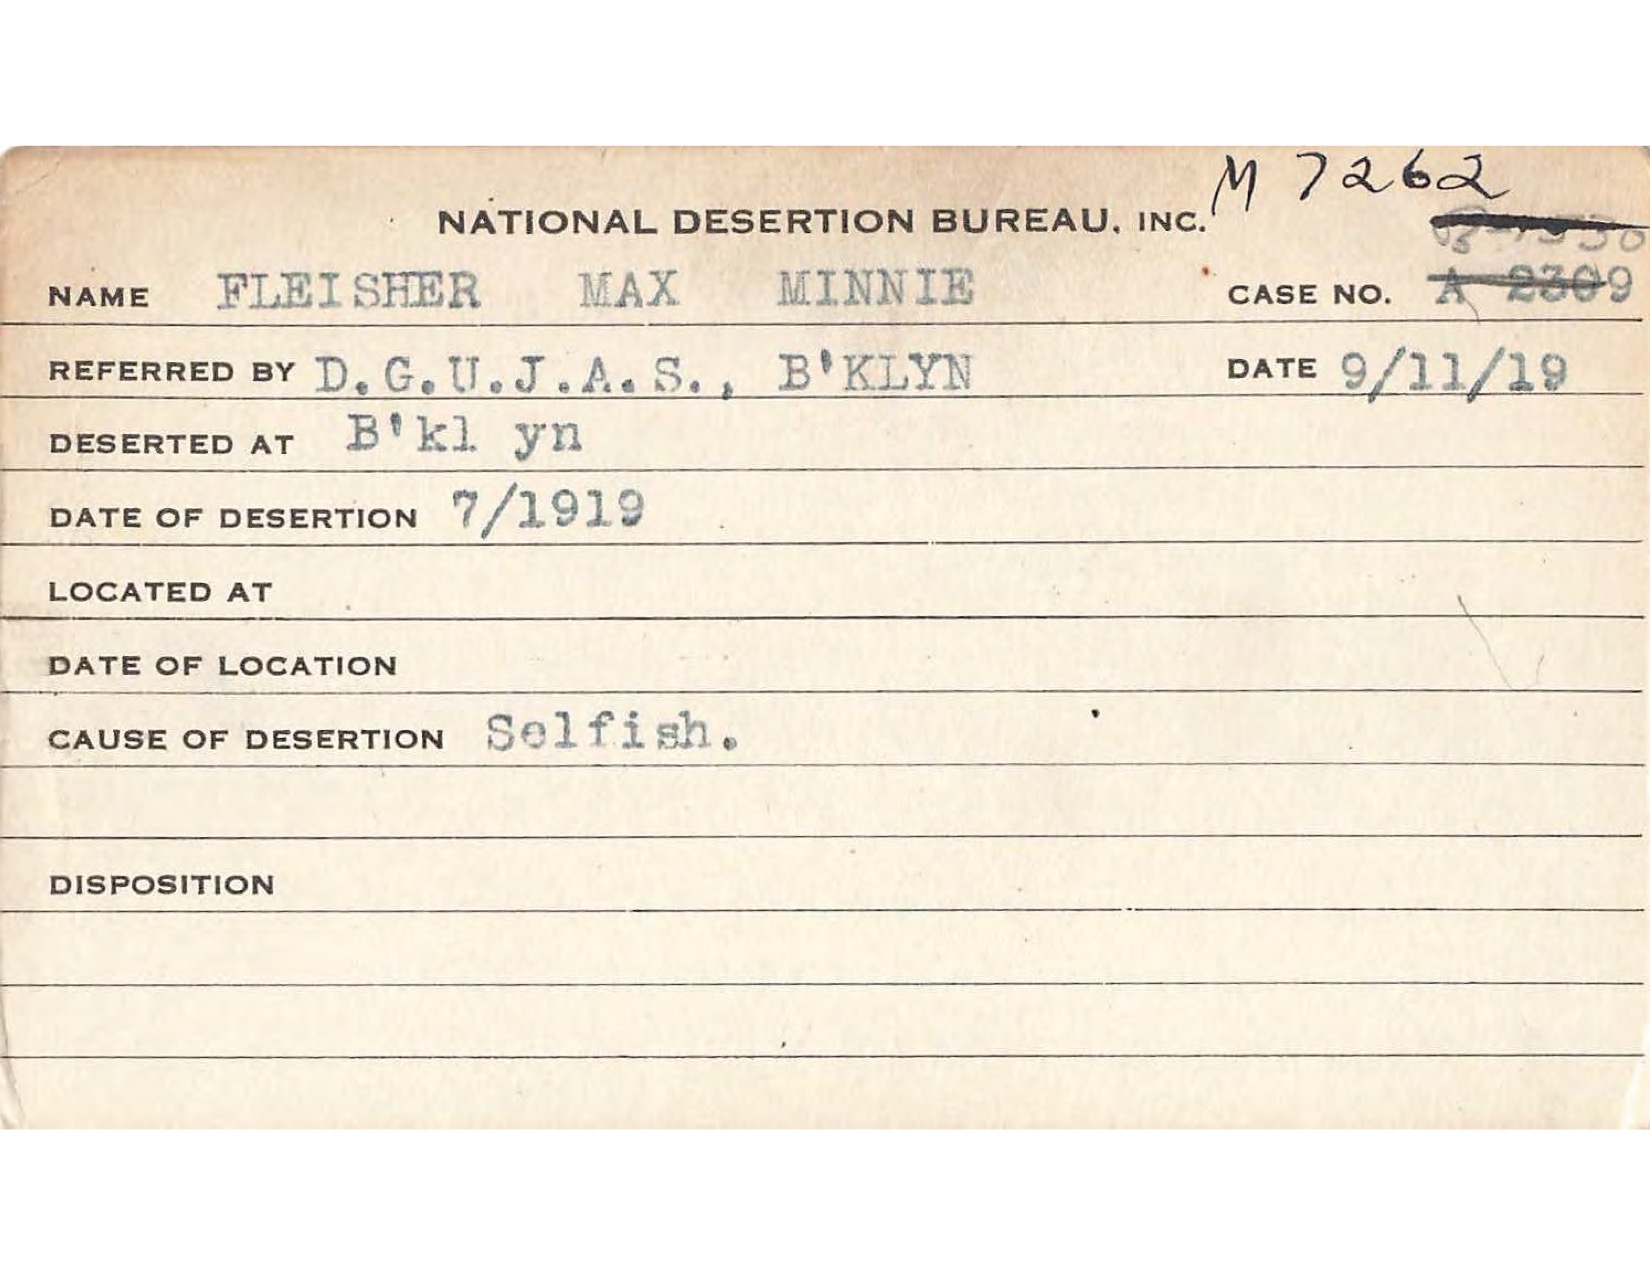 M 7262
NATIONAL DESERTION BUREAU, INC.
NAME FLEISHER MAX MINNIE CASE NO. A 2309
REFERRED BY D.G.U.J.A.S., B'KLYN DATE 9/11/19
DESERTED AT B'kl yn
DATE OF DESERTION 7/1919
LOCATED AT
DATE OF LOCATION
CAUSE OF DESERTION Selfish.
DISPOSITION